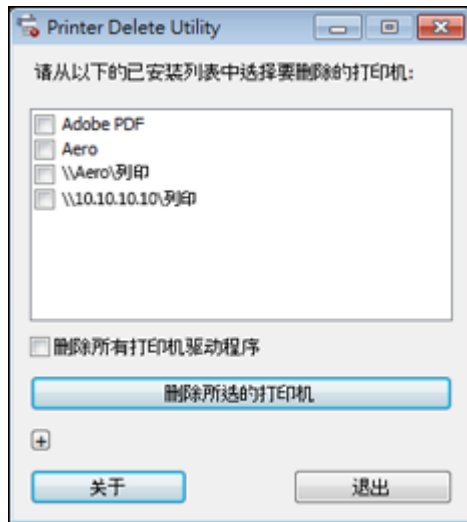 Printer Delete Utility
请从以下的已安装列表中选择要删除的打印机:
Adobe PDF
Aero
\\Aero\列印
\\10.10.10.10\列印
删除所有打印机驱动程序
删除所选的打印机
关于
退出